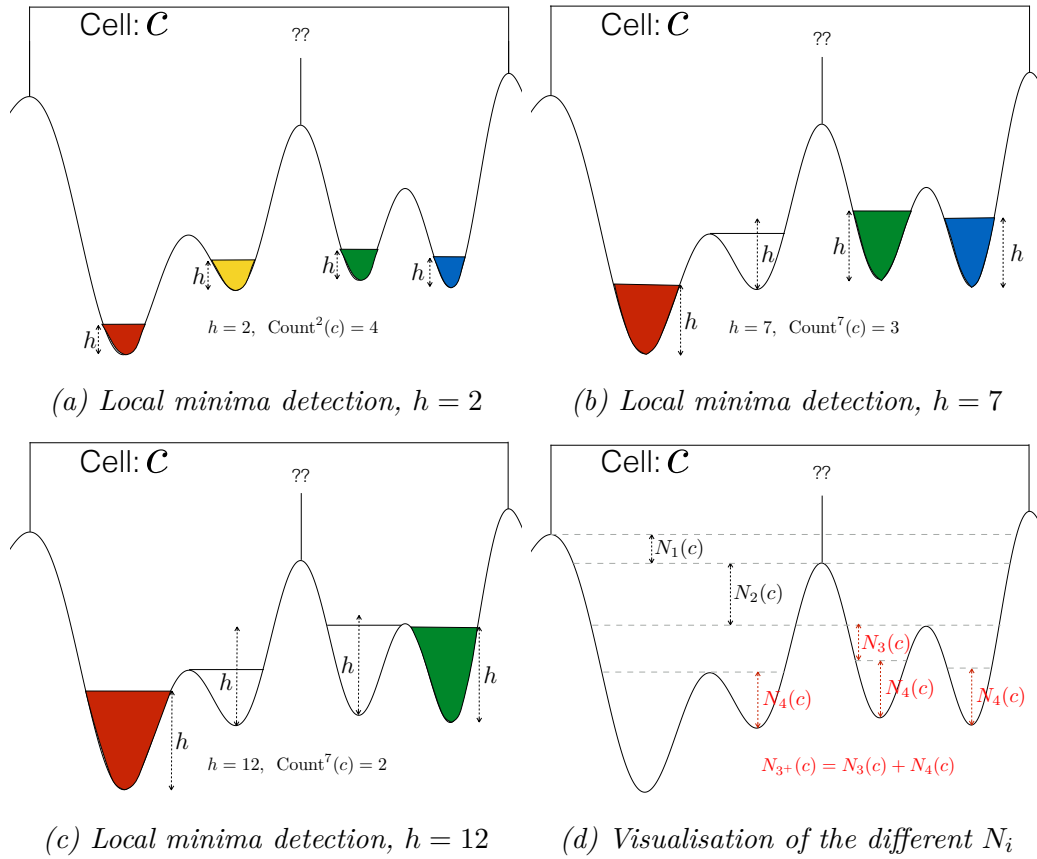 Cell: c
??
h
h
h
h
h = 2, Count²(c) = 4
(a) Local minima detection, h = 2
Cell: c
??
h
h
h
h
h = 7, Count⁷(c) = 3
(b) Local minima detection, h = 7
Cell: c
??
h
h
h
h
h = 12, Count⁷(c) = 2
(c) Local minima detection, h = 12
Cell: c
??
N₁(c)
N₂(c)
N₃(c)
N₄(c)
N₄(c)
N₄(c)
N₃₊(c) = N₃(c) + N₄(c)
(d) Visualisation of the different Nᵢ